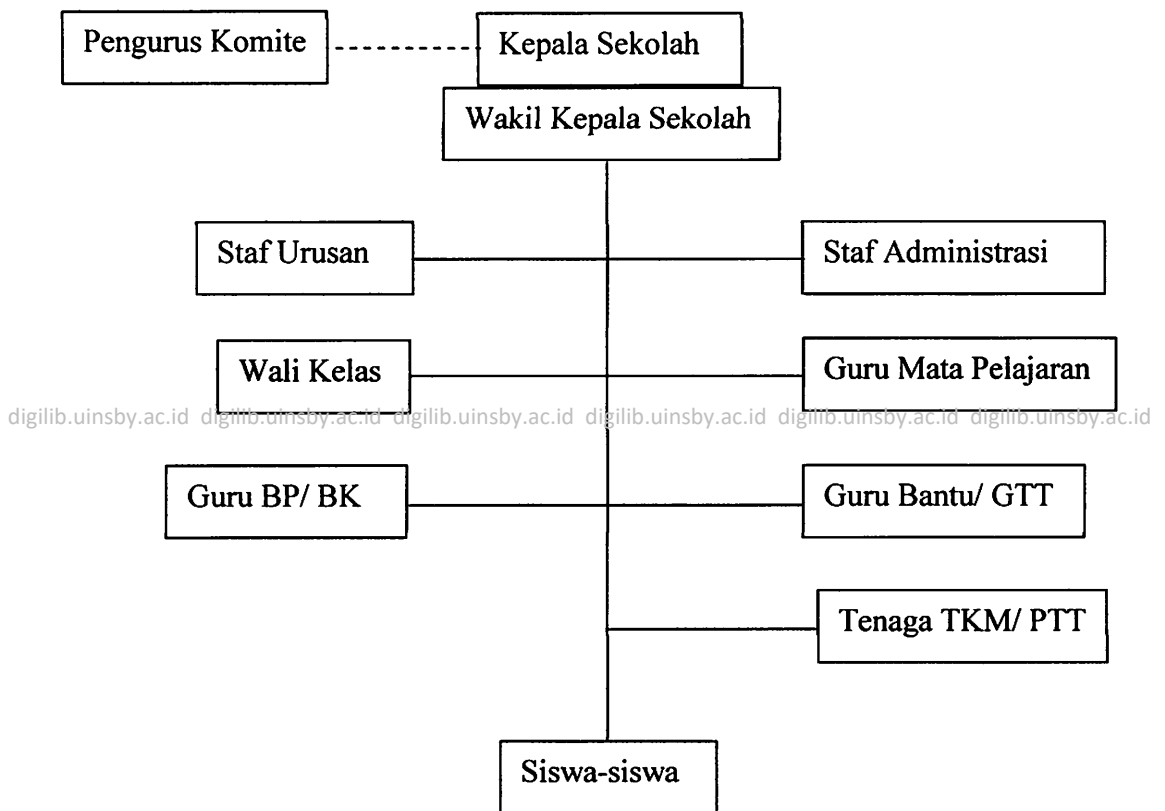 Pengurus Komite
Kepala Sekolah
Wakil Kepala Sekolah
Staf Urusan
Staf Administrasi
Wali Kelas
Guru Mata Pelajaran
digilib.uinsby.ac.id digilib.uinsby.ac.id digilib.uinsby.ac.id digilib.uinsby.ac.id digilib.uinsby.ac.id digilib.uinsby.ac.id
Guru BP/ BK
Guru Bantu/ GTT
Tenaga TKM/ PTT
Siswa-siswa